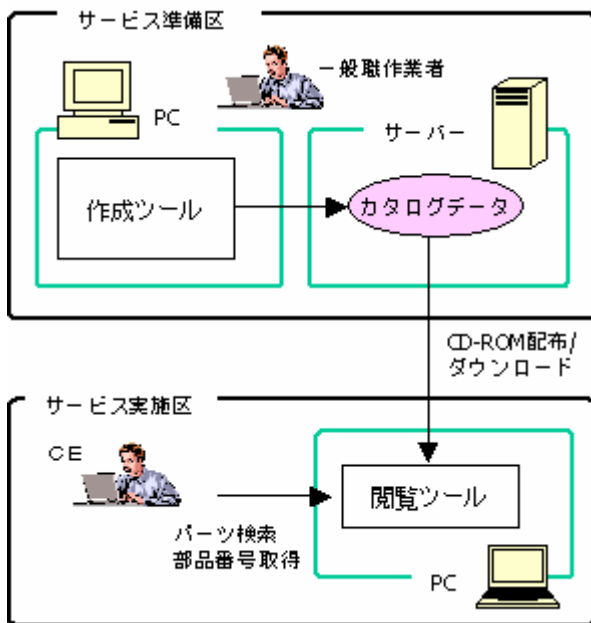 サービス準備区
一般職作業者
PC
サーバー
作成ツール
カタログデータ
CD-ROM配布/
ダウンロード
サービス実施区
CE
閲覧ツール
パーツ検索
部品番号取得
PC